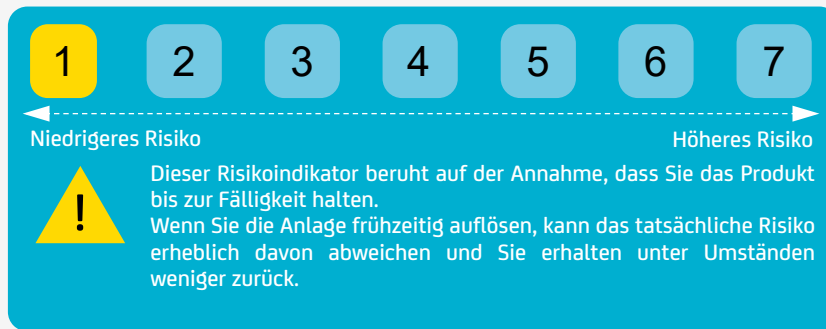 1 2 3 4 5 6 7
Niedrigeres Risiko Höheres Risiko
!
Dieser Risikoindikator beruht auf der Annahme, dass Sie das Produkt
bis zur Fälligkeit halten.
Wenn Sie die Anlage frühzeitig auflösen, kann das tatsächliche Risiko
erheblich davon abweichen und Sie erhalten unter Umständen
weniger zurück.